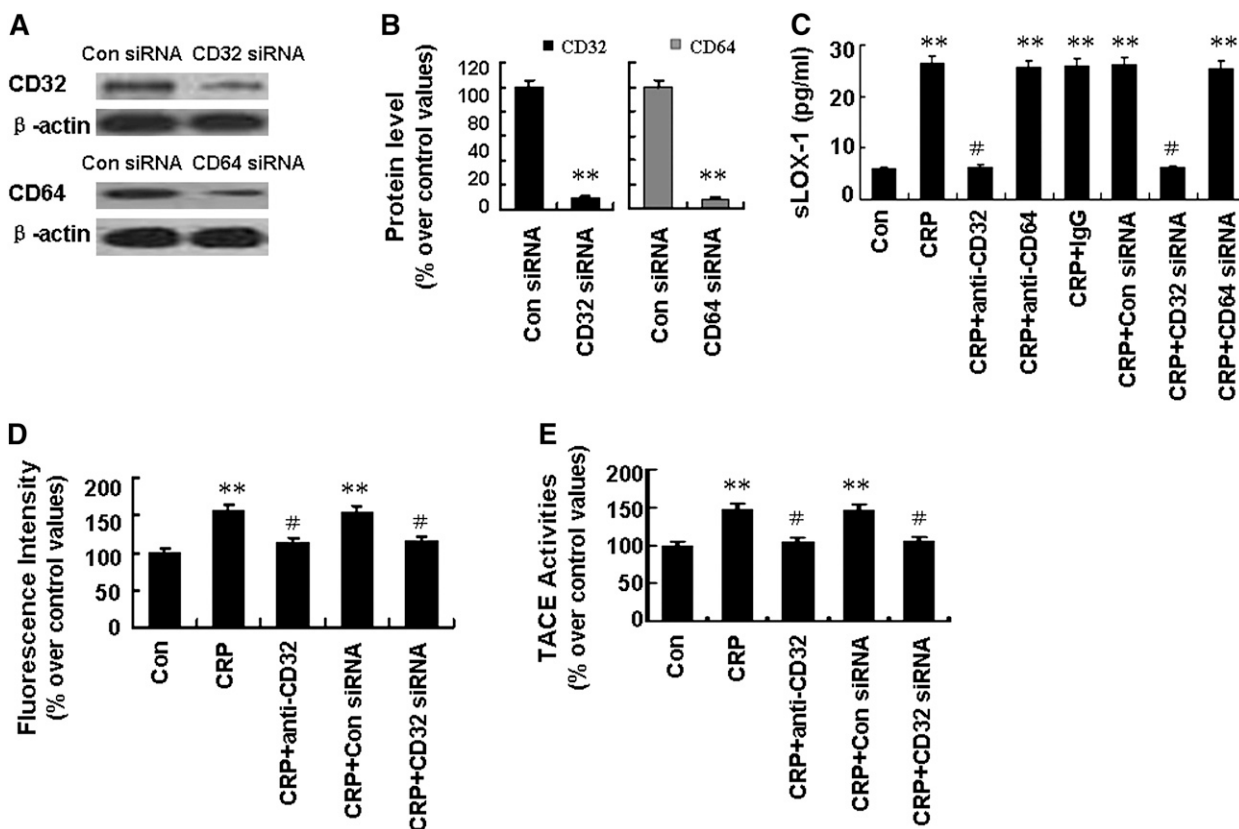 A
Con siRNA CD32 siRNA
CD32
β-actin
Con siRNA CD64 siRNA
CD64
β-actin
B
CD32
CD64
Protein level
(% over control values)
120
100
80
60
40
20
0
**
**
Con siRNA
CD32 siRNA
Con siRNA
CD64 siRNA
C
sLOX-1 (pg/ml)
30
20
10
0
**
#
**
**
**
#
**
Con
CRP
CRP+anti-CD32
CRP+anti-CD64
CRP+IgG
CRP+Con siRNA
CRP+CD32 siRNA
CRP+CD64 siRNA
D
Fluorescence Intensity
(% over control values)
200
150
100
50
0
**
#
**
#
Con
CRP
CRP+anti-CD32
CRP+Con siRNA
CRP+CD32 siRNA
E
TACE Activities
(% over control values)
200
150
100
50
0
**
#
**
#
Con
CRP
CRP+anti-CD32
CRP+Con siRNA
CRP+CD32 siRNA